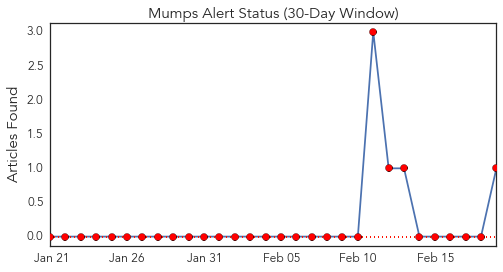 Mumps Alert Status (30-Day Window)
Articles Found
3.0
2.5
2.0
1.5
1.0
0.5
0.0
Jan 21 Jan 26 Jan 31 Feb 05 Feb 10 Feb 15